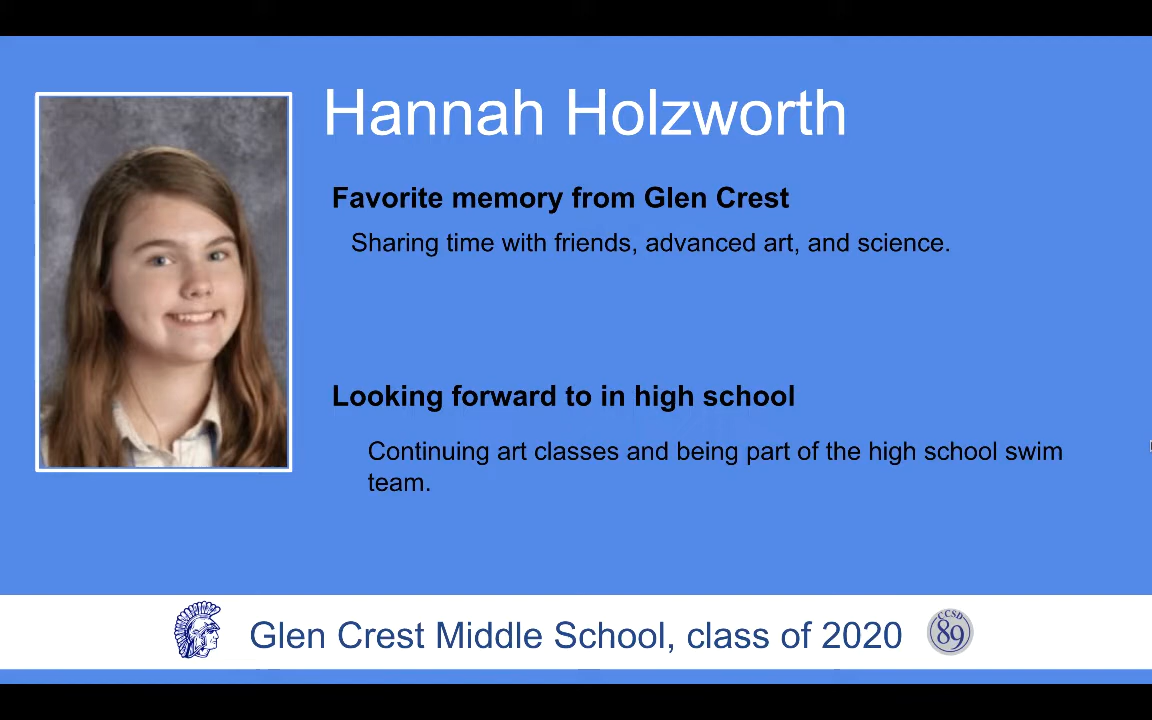 Hannah Holzworth
Favorite memory from Glen Crest
Sharing time with friends, advanced art, and science.
Looking forward to in high school
Continuing art classes and being part of the high school swim
team.
Glen Crest Middle School, class of 2020
CCSD
89